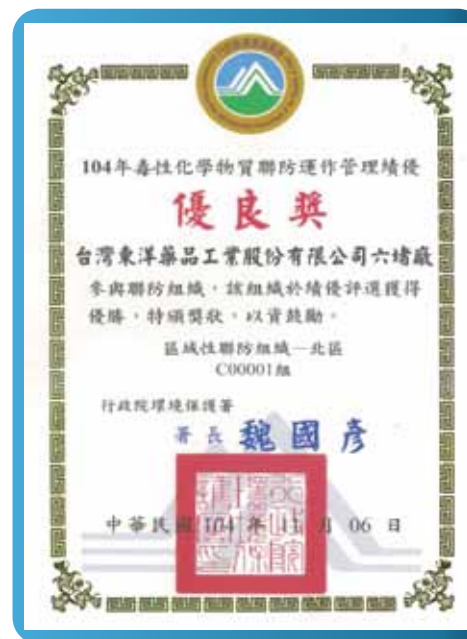 104年毒性化學物質聯防運作管理績優
優良獎
台灣東洋藥品工業股份有限公司六堵廠
參與聯防組織，該組織於績優評選獲得
優勝，特頒獎狀，以資鼓勵。
區域性聯防組織—北區
C00001組
行政院環境保護署
署長 魏國彥
中華民國 104 年 11 月 06 日